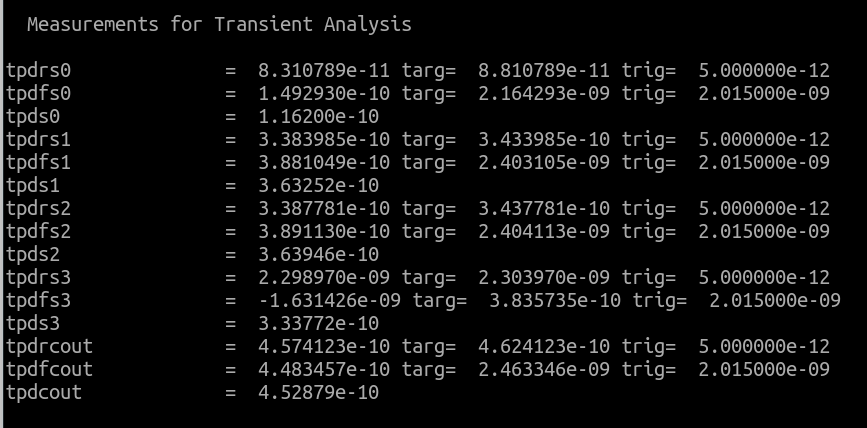 Measurements for Transient Analysis
tpdrs0 = 8.310789e-11 targ= 8.810789e-11 trig= 5.000000e-12
tpdfs0 = 1.492930e-10 targ= 2.164293e-09 trig= 2.015000e-09
tpds0 = 1.16200e-10
tpdrs1 = 3.383985e-10 targ= 3.433985e-10 trig= 5.000000e-12
tpdfs1 = 3.881049e-10 targ= 2.403105e-09 trig= 2.015000e-09
tpds1 = 3.63252e-10
tpdrs2 = 3.387781e-10 targ= 3.437781e-10 trig= 5.000000e-12
tpdfs2 = 3.891130e-10 targ= 2.404113e-09 trig= 2.015000e-09
tpds2 = 3.63946e-10
tpdrs3 = 2.298970e-09 targ= 2.303970e-09 trig= 5.000000e-12
tpdfs3 = -1.631426e-09 targ= 3.835735e-10 trig= 2.015000e-09
tpds3 = 3.33772e-10
tpdrcout = 4.574123e-10 targ= 4.624123e-10 trig= 5.000000e-12
tpdfcout = 4.483457e-10 targ= 2.463346e-09 trig= 2.015000e-09
tpdcout = 4.52879e-10